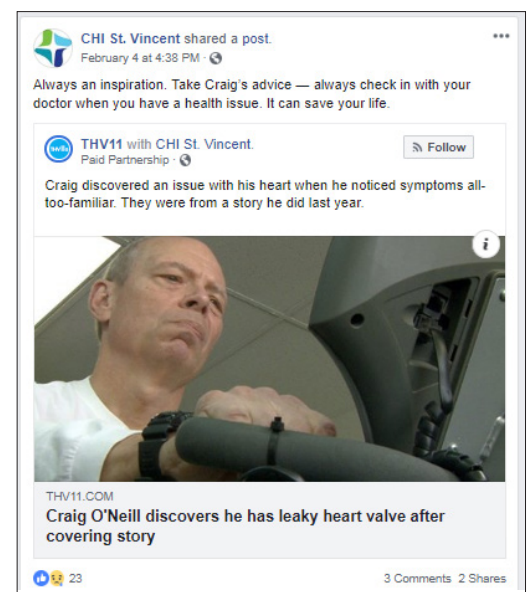 CHI St. Vincent shared a post.
February 4 at 4:38 PM ·
Always an inspiration. Take Craig's advice — always check in with your
doctor when you have a health issue. It can save your life.
THV11 with CHI St. Vincent.
Paid Partnership ·
Follow
Craig discovered an issue with his heart when he noticed symptoms all-
too-familiar. They were from a story he did last year.
i
THV11.COM
Craig O'Neill discovers he has leaky heart valve after
covering story
23
3 Comments 2 Shares